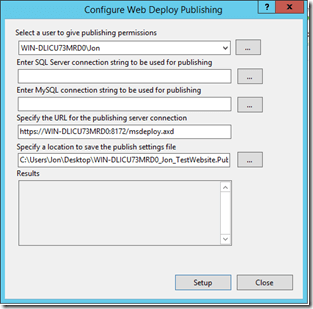 Configure Web Deploy Publishing
?
X
Select a user to give publishing permissions
WIN-DLICU73MRD0\Jon
...
Enter SQL Server connection string to be used for publishing
...
Enter MySQL connection string to be used for publishing
...
Specify the URL for the publishing server connection
https://WIN-DLICU73MRD0:8172/msdeploy.axd
Specify a location to save the publish settings file
C:\Users\Jon\Desktop\WIN-DLICU73MRD0_Jon_TestWebsite.Pub
...
Results
Setup
Close